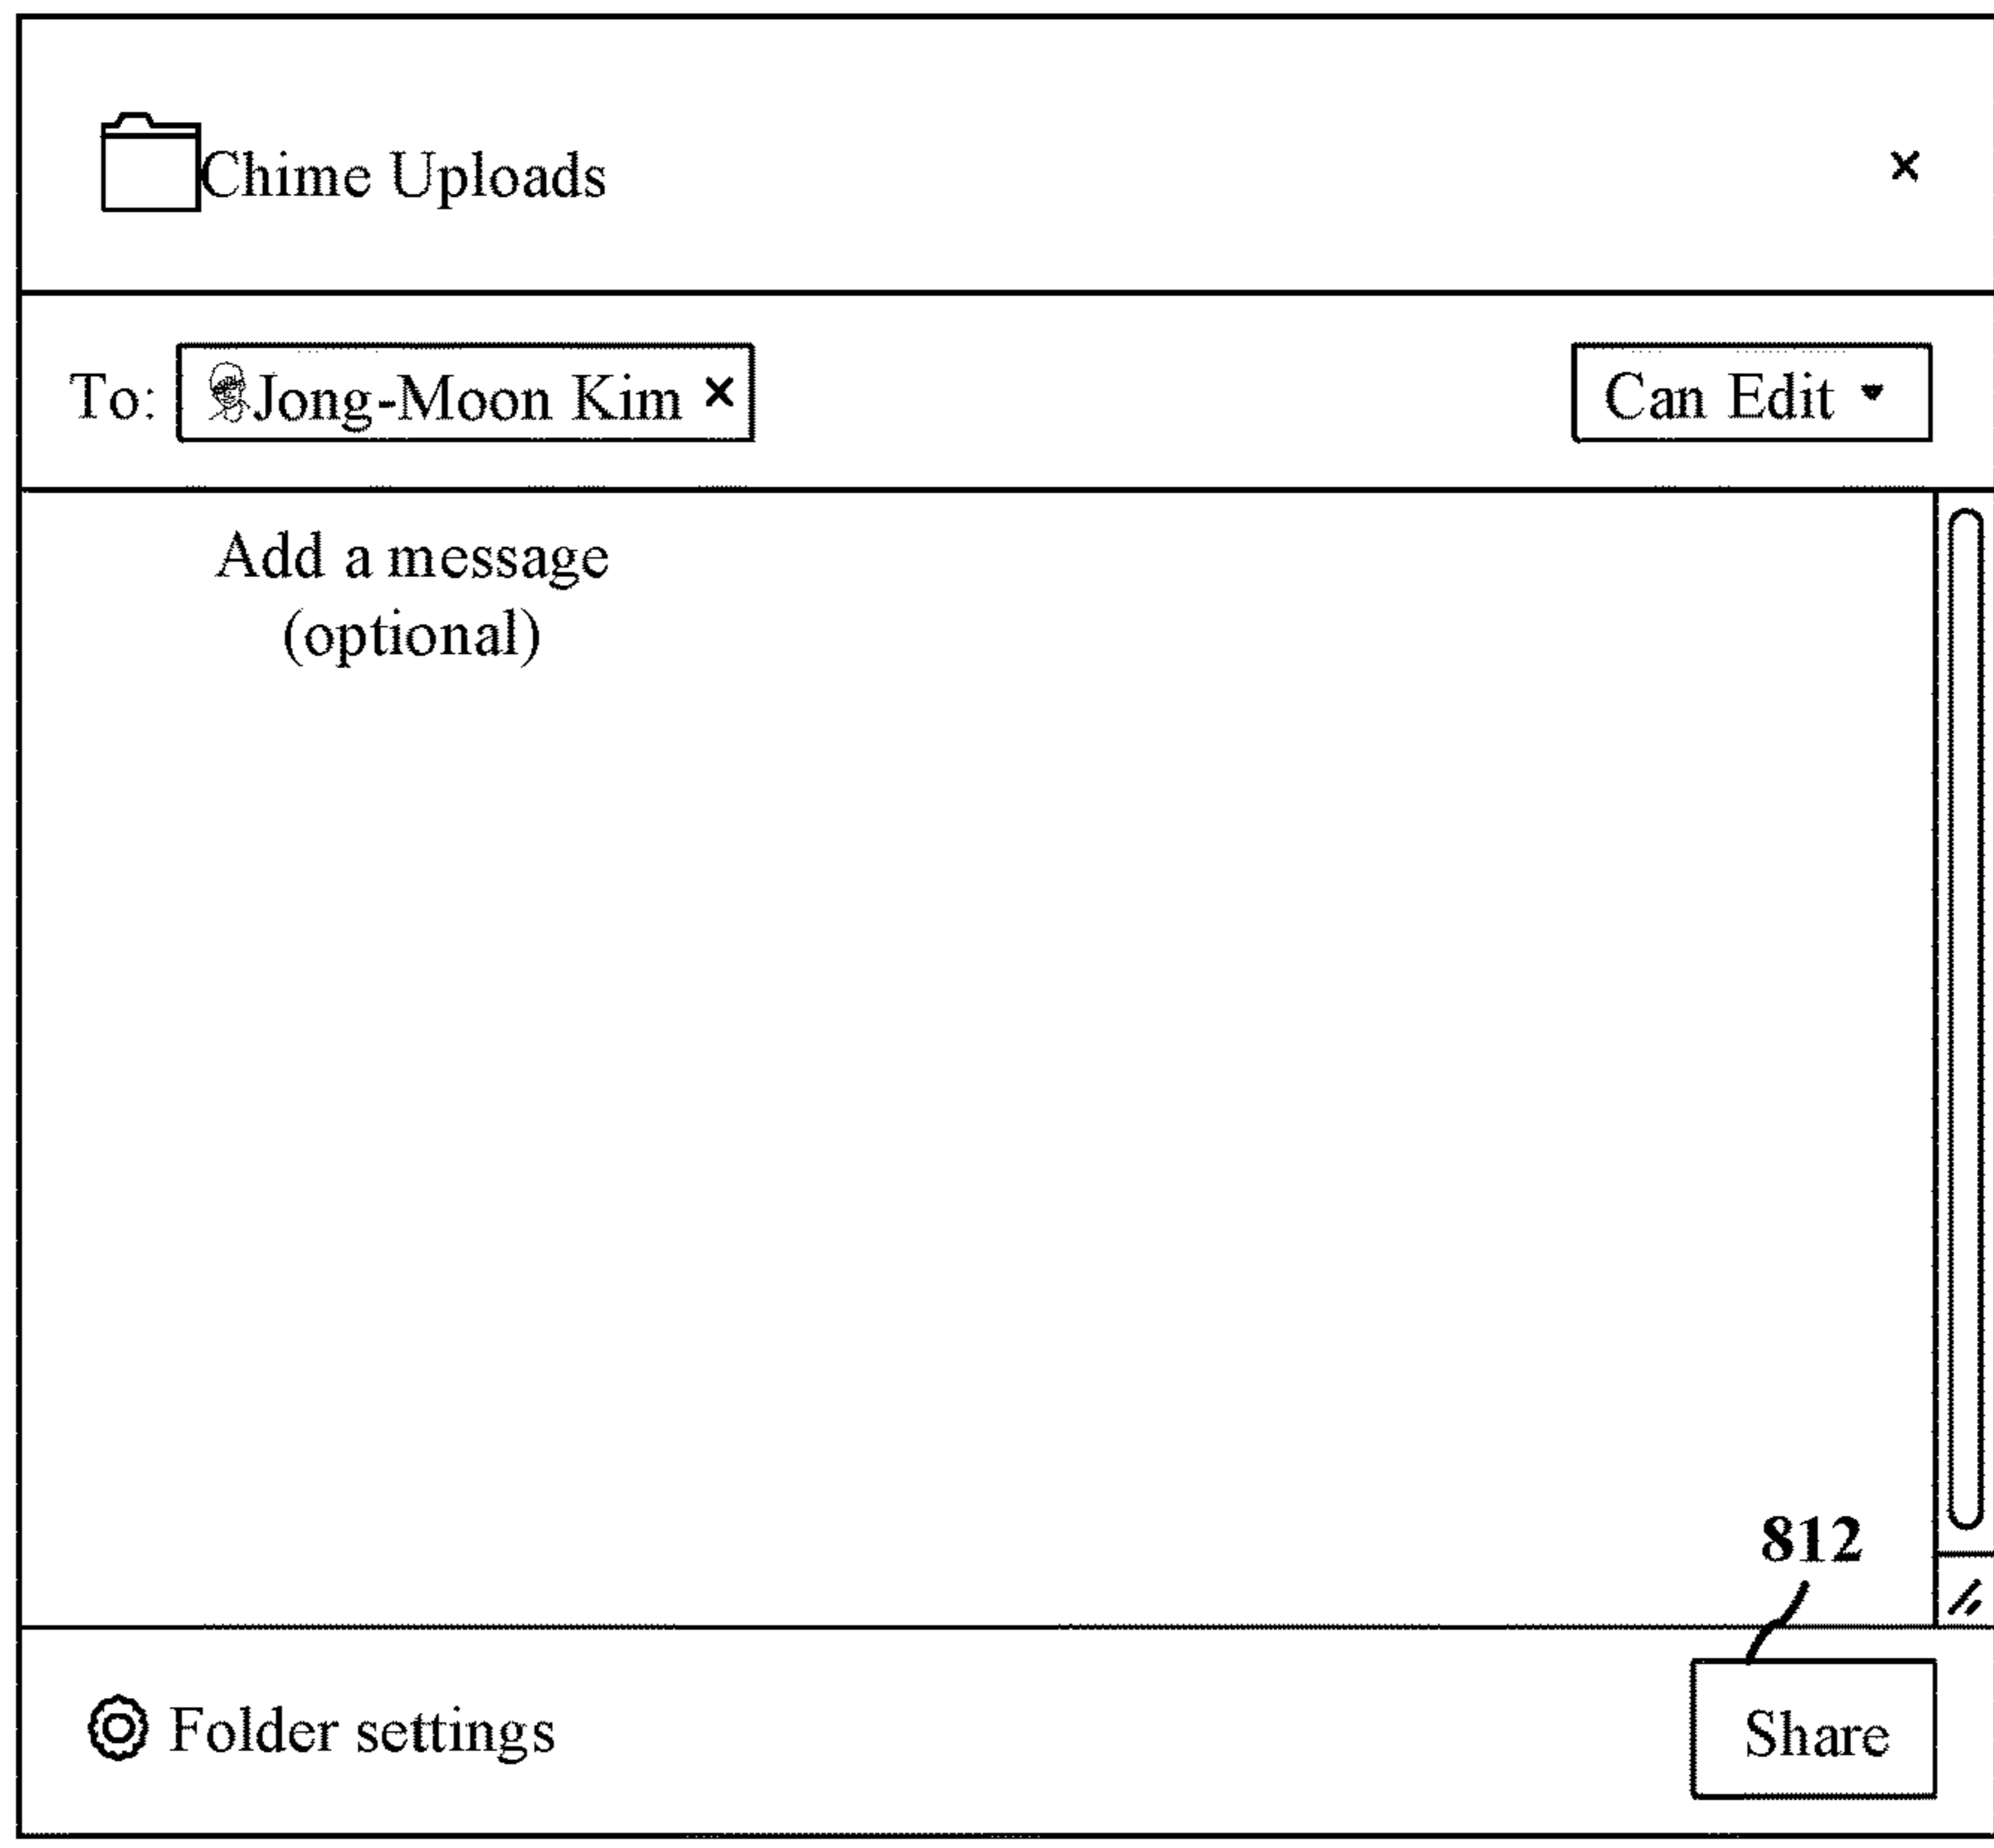 Chime Uploads ×
To: Jong-Moon Kim × Can Edit ▾
Add a message
(optional)
812
Folder settings Share